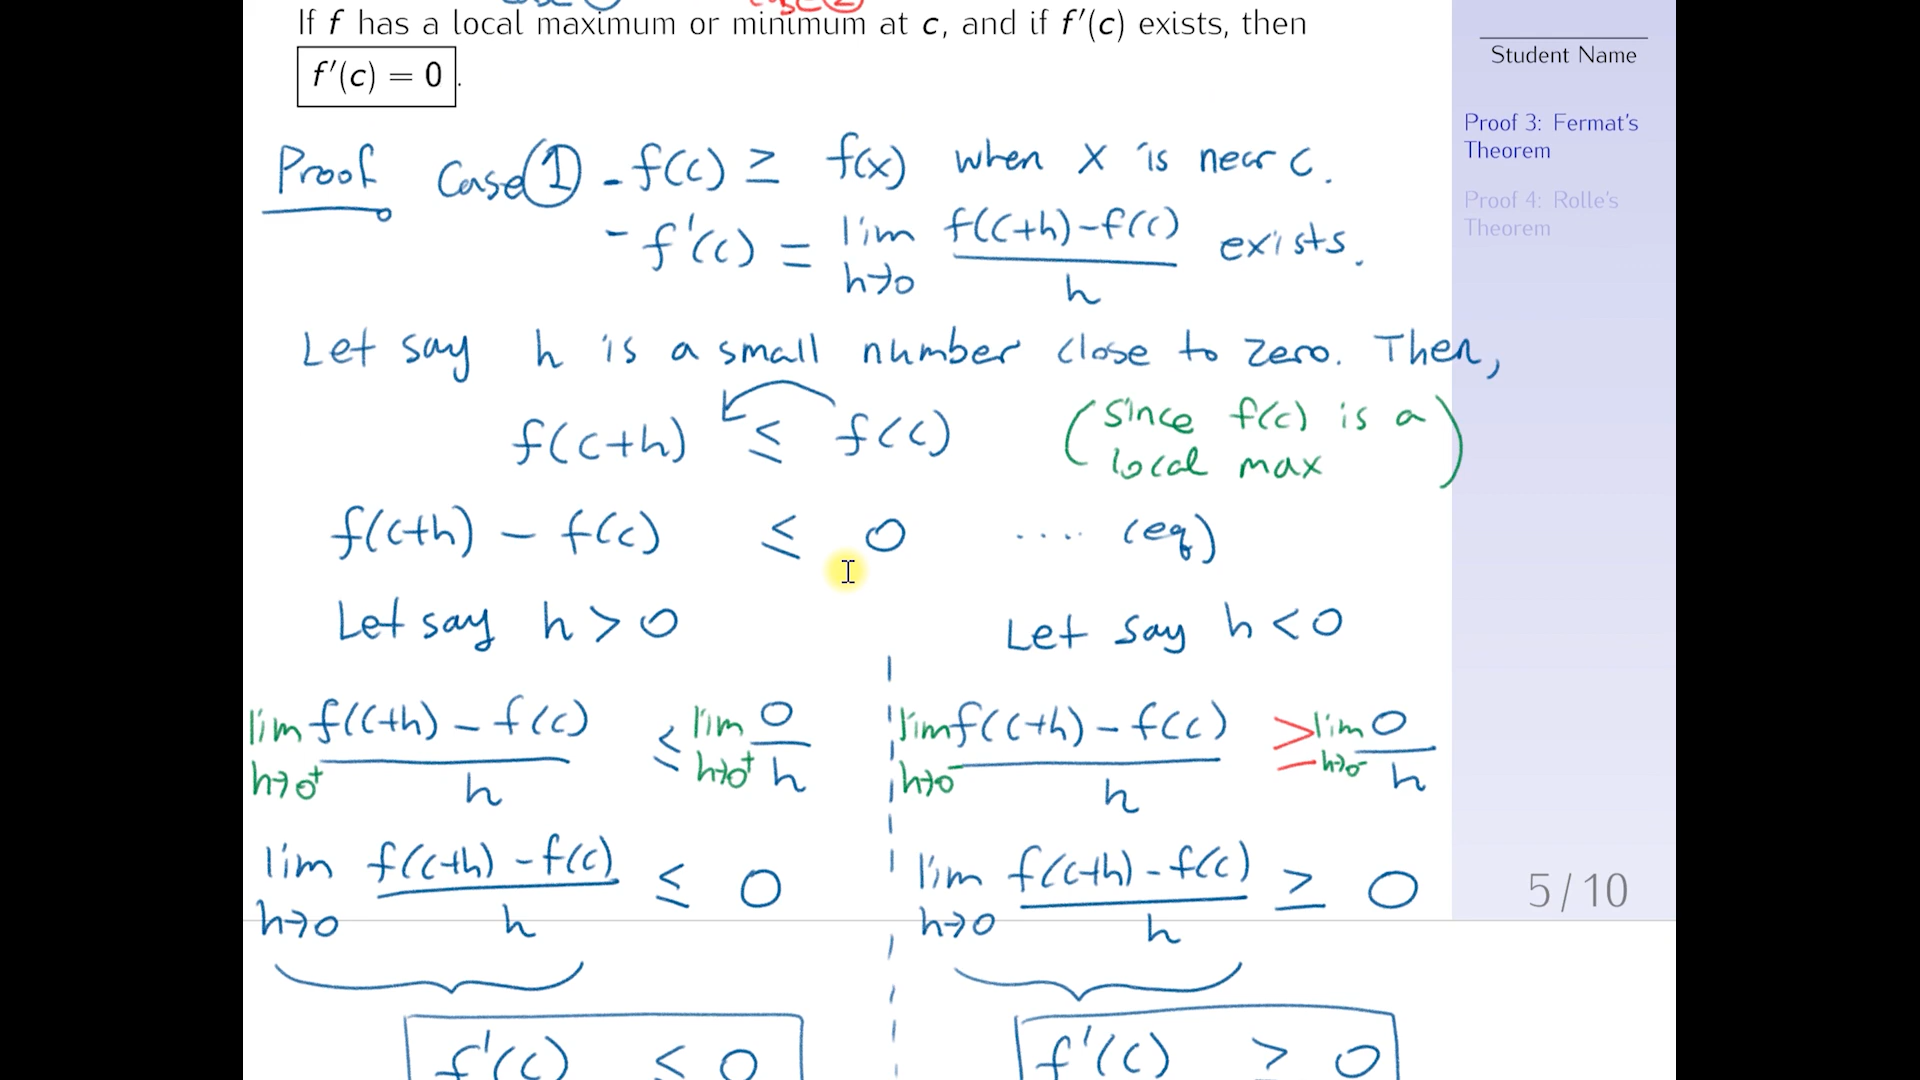 If f has a local maximum or minimum at c, and if f′(c) exists, then
f′(c) = 0 .
Proof Case ① - f(c) ≥ f(x) when x is near c.
- f'(c) = lim h→0 f(c+h)-f(c) / h exists.
Let say h is a small number close to zero. Then,
f(c+h) ≤ f(c) (since f(c) is a local max)
f(c+h) - f(c) ≤ 0 .... (eq)
Let say h > 0
lim h→0⁺ f(c+h) - f(c) / h ≤ lim h→0⁺ 0 / h
lim h→0 f(c+h) - f(c) / h ≤ 0
f'(c) ≤ 0
Let say h < 0
lim h→0⁻ f(c+h) - f(c) / h ≥ lim h→0⁻ 0 / h
lim h→0 f(c+h) - f(c) / h ≥ 0
f'(c) ≥ 0
Student Name
Proof 3: Fermat's
Theorem
Proof 4: Rolle's
Theorem
5/10